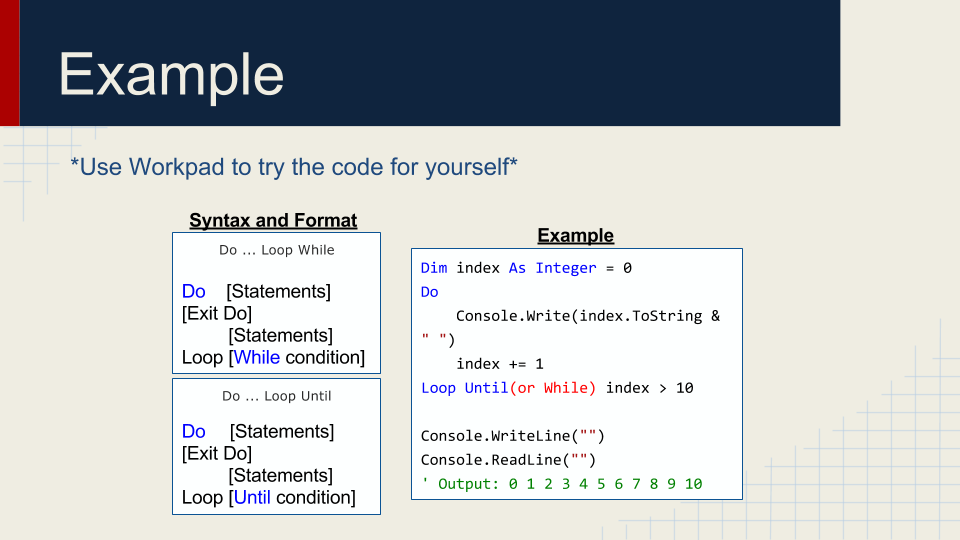 Example
*Use Workpad to try the code for yourself*
Syntax and Format
Do ... Loop While
Do [Statements]
[Exit Do]
[Statements]
Loop [While condition]
Do ... Loop Until
Do [Statements]
[Exit Do]
[Statements]
Loop [Until condition]
Example
Dim index As Integer = 0
Do
Console.Write(index.ToString &
" ")
index += 1
Loop Until(or While) index > 10
Console.WriteLine("")
Console.ReadLine("")
' Output: 0 1 2 3 4 5 6 7 8 9 10